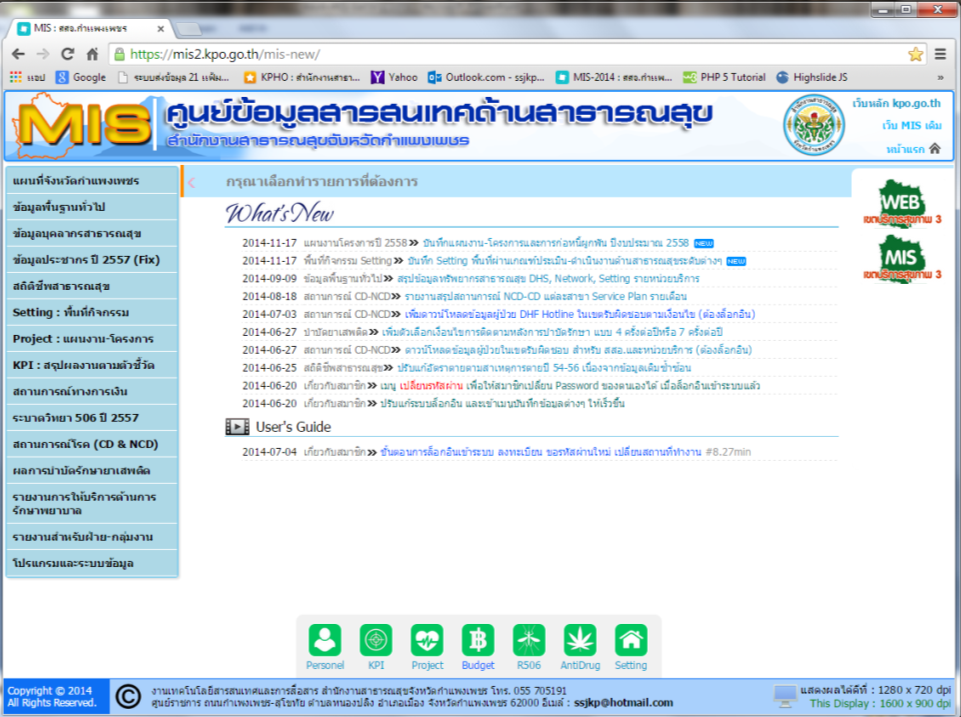 MIS : สสจ.กำแพงเพชร
https://mis2.kpo.go.th/mis-new/
แอป
Google
ระบบส่งข้อมูล 21 แฟ้ม...
KPHO : สำนักงานสาธา...
Yahoo
Outlook.com - ssjkp...
MIS-2014 : สสจ.กำแพ...
PHP 5 Tutorial
Highslide JS
»
MIS ศูนย์ข้อมูลสารสนเทศด้านสาธารณสุข
สำนักงานสาธารณสุขจังหวัดกำแพงเพชร
เว็บหลัก kpo.go.th
เว็บ MIS เดิม
หน้าแรก
แผนที่จังหวัดกำแพงเพชร
ข้อมูลพื้นฐานทั่วไป
ข้อมูลบุคลากรสาธารณสุข
ข้อมูลประชากร ปี 2557 (Fix)
สถิติชีพสาธารณสุข
Setting : พื้นที่กิจกรรม
Project : แผนงาน-โครงการ
KPI : สรุปผลงานตามตัวชี้วัด
สถานการณ์ทางการเงิน
ระบาดวิทยา 506 ปี 2557
สถานการณ์โรค (CD & NCD)
ผลการบำบัดรักษายาเสพติด
รายงานการให้บริการด้านการ
รักษาพยาบาล
รายงานสำหรับฝ่าย-กลุ่มงาน
โปรแกรมและระบบข้อมูล
กรุณาเลือกทำรายการที่ต้องการ
What's New
2014-11-17 แผนงานโครงการปี 2558 » บันทึกแผนงาน-โครงการและการก่อหนี้ผูกพัน ปีงบประมาณ 2558 NEW
2014-11-17 พื้นที่กิจกรรม Setting » บันทึก Setting พื้นที่ผ่านเกณฑ์ประเมิน-ดำเนินงานด้านสาธารณสุขระดับต่างๆ NEW
2014-09-09 ข้อมูลพื้นฐานทั่วไป » สรุปข้อมูลทรัพยากรสาธารณสุข DHS, Network, Setting รายหน่วยบริการ
2014-08-18 สถานการณ์ CD-NCD » รายงานสรุปสถานการณ์ NCD-CD แต่ละสาขา Service Plan รายเดือน
2014-07-03 สถานการณ์ CD-NCD » เพิ่มดาวน์โหลดข้อมูลผู้ป่วย DHF Hotline ในเขตรับผิดชอบตามเงื่อนไข (ต้องล็อกอิน)
2014-06-27 บำบัดยาเสพติด » เพิ่มตัวเลือกเงื่อนไขการติดตามหลังการบำบัดรักษา แบบ 4 ครั้งต่อปีหรือ 7 ครั้งต่อปี
2014-06-27 สถานการณ์ CD-NCD » ดาวน์โหลดข้อมูลผู้ป่วยในเขตรับผิดชอบ สำหรับ สสอ.และหน่วยบริการ (ต้องล็อกอิน)
2014-06-25 สถิติชีพสาธารณสุข » ปรับแก้อัตราตายตามสาเหตุการตายปี 54-56 เนื่องจากข้อมูลเดิมซ้ำซ้อน
2014-06-20 เกี่ยวกับสมาชิก » เมนู เปลี่ยนรหัสผ่าน เพื่อให้สมาชิกเปลี่ยน Password ของตนเองได้ เมื่อล็อกอินเข้าระบบแล้ว
2014-06-20 เกี่ยวกับสมาชิก » ปรับแก้ระบบล็อกอิน และเข้าเมนูบันทึกข้อมูลต่างๆ ให้เร็วขึ้น
User's Guide
2014-07-04 เกี่ยวกับสมาชิก » ขั้นตอนการล็อกอินเข้าระบบ ลงทะเบียน ขอรหัสผ่านใหม่ เปลี่ยนสถานที่ทำงาน #8.27min
WEB
เขตบริการสุขภาพ 3
MIS
เขตบริการสุขภาพ 3
Personel
KPI
Project
Budget
R506
AntiDrug
Setting
Copyright © 2014
All Rights Reserved.
©
งานเทคโนโลยีสารสนเทศและการสื่อสาร สำนักงานสาธารณสุขจังหวัดกำแพงเพชร โทร. 055 705191
ศูนย์ราชการ ถนนกำแพงเพชร-สุโขทัย ตำบลหนองปลิง อำเภอเมือง จังหวัดกำแพงเพชร 62000 อีเมล์ : ssjkp@hotmail.com
แสดงผลได้ดีที่ : 1280 x 720 dpi
This Display : 1600 x 900 dpi